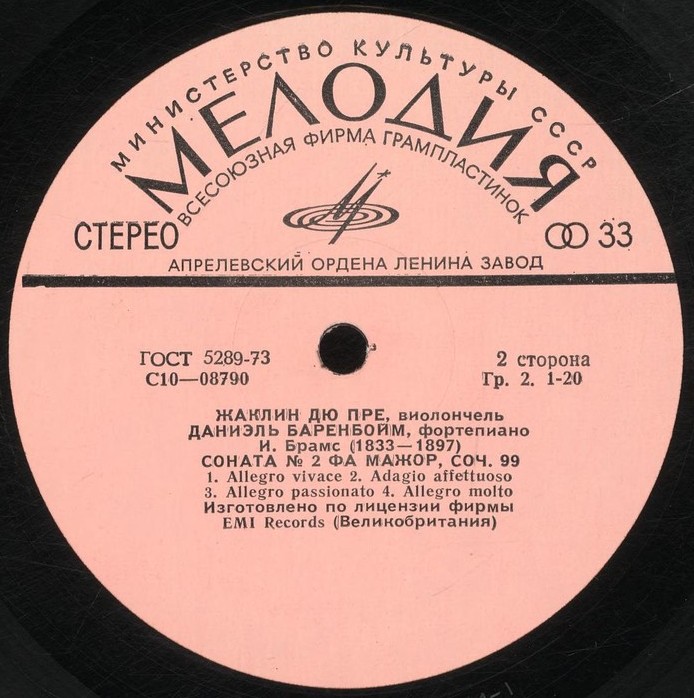 МИНИСТЕРСТВО КУЛЬТУРЫ СССР
МЕЛОДИЯ
ВСЕСОЮЗНАЯ ФИРМА ГРАМПЛАСТИНОК
СТЕРЕО
33
АПРЕЛЕВСКИЙ ОРДЕНА ЛЕНИНА ЗАВОД
ГОСТ 5289-73
2 сторона
С10—08790
Гр. 2. 1-20
ЖАКЛИН ДЮ ПРЕ, виолончель
ДАНИЭЛЬ БАРЕНБОЙМ, фортепиано
И. Брамс (1833—1897)
СОНАТА № 2 ФА МАЖОР, СОЧ. 99
1. Allegro vivace 2. Adagio affettuoso
3. Allegro passionato 4. Allegro molto
Изготовлено по лицензии фирмы
EMI Records (Великобритания)